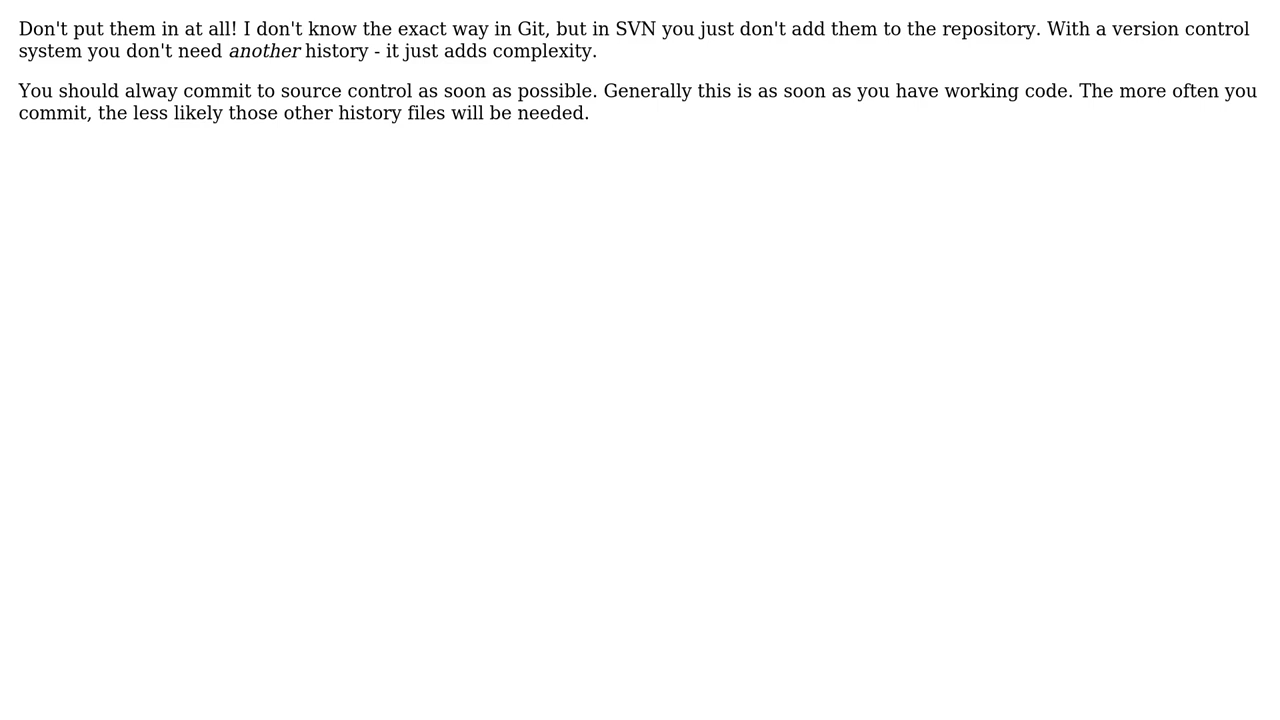 Don't put them in at all! I don't know the exact way in Git, but in SVN you just don't add them to the repository. With a version control
system you don't need another history - it just adds complexity.
You should alway commit to source control as soon as possible. Generally this is as soon as you have working code. The more often you
commit, the less likely those other history files will be needed.